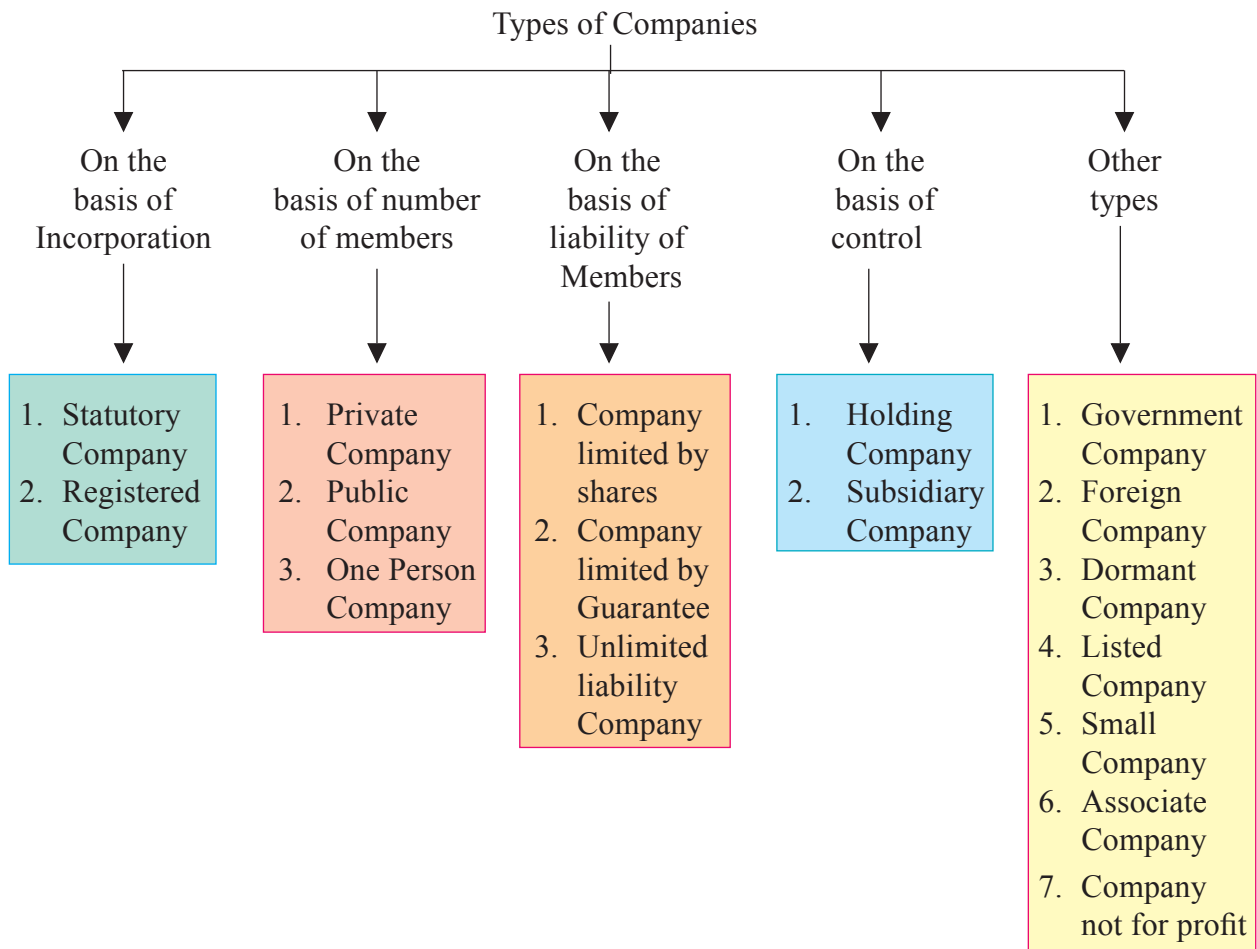 Types of Companies
On the
basis of
Incorporation
On the
basis of number
of members
On the
basis of
liability of
Members
On the
basis of
control
Other
types
1. Statutory
Company
2. Registered
Company
1. Private
Company
2. Public
Company
3. One Person
Company
1. Company
limited by
shares
2. Company
limited by
Guarantee
3. Unlimited
liability
Company
1. Holding
Company
2. Subsidiary
Company
1. Government
Company
2. Foreign
Company
3. Dormant
Company
4. Listed
Company
5. Small
Company
6. Associate
Company
7. Company
not for profit